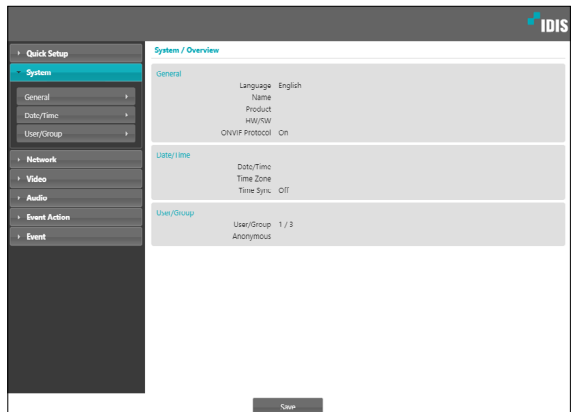 IDIS
Quick Setup
System
General
Date/Time
User/Group
Network
Video
Audio
Event Action
Event
System / Overview
General
Language English
Name
Product
HW/SW
ONVIF Protocol On
Date/Time
Date/Time
Time Zone
Time Sync Off
User/Group
User/Group 1 / 3
Anonymous
Save